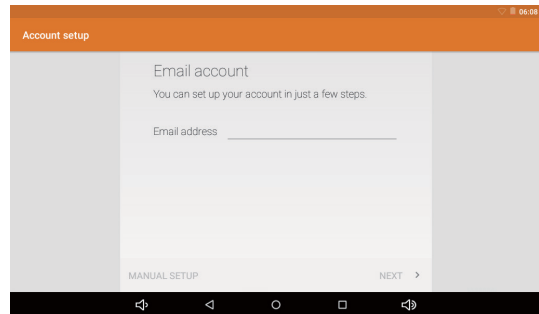 06:08
Account setup
Email account
You can set up your account in just a few steps.
Email address
MANUAL SETUP NEXT